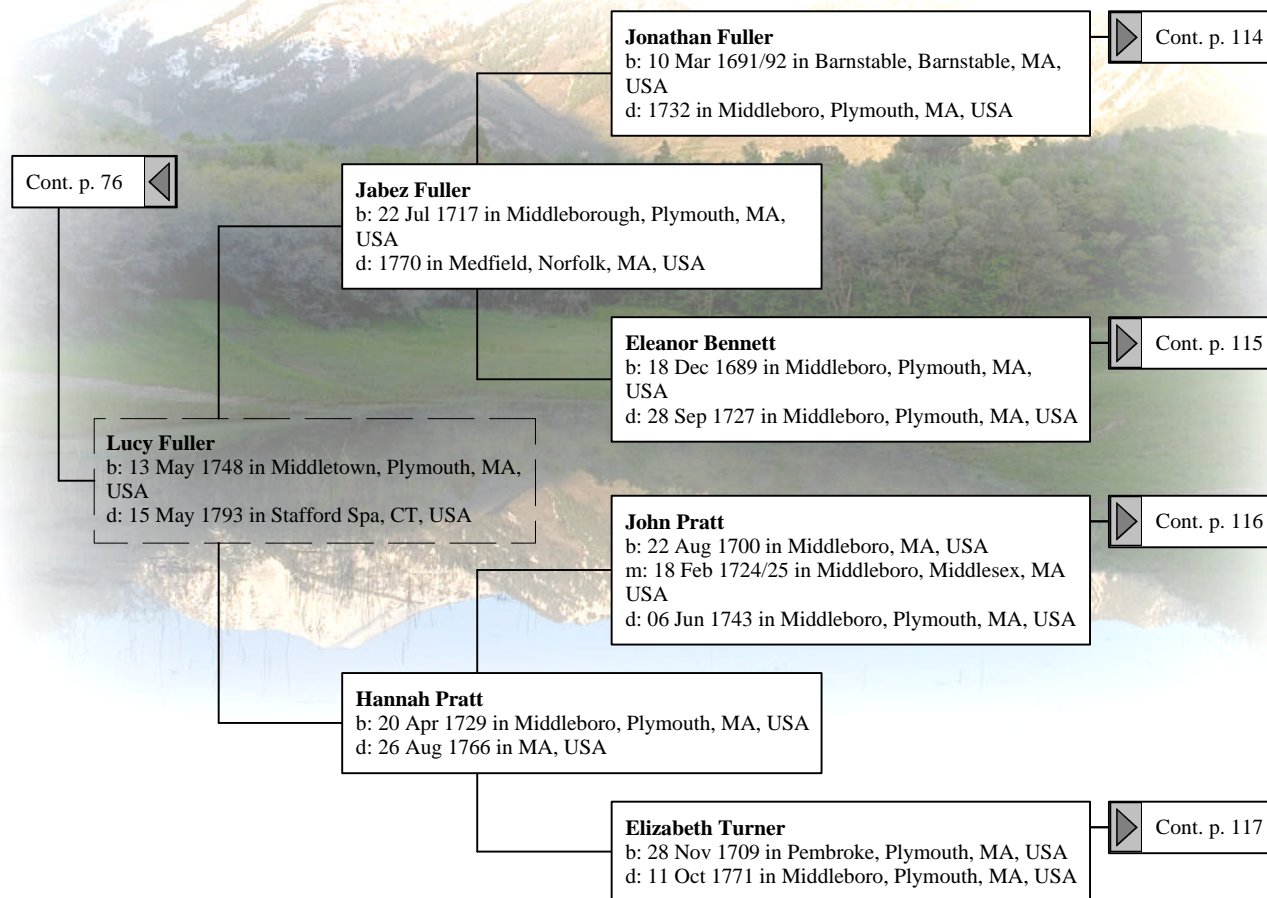 Jonathan Fuller
b: 10 Mar 1691/92 in Barnstable, Barnstable, MA,
USA
d: 1732 in Middleboro, Plymouth, MA, USA
Cont. p. 114
Cont. p. 76
Jabez Fuller
b: 22 Jul 1717 in Middleborough, Plymouth, MA,
USA
d: 1770 in Medfield, Norfolk, MA, USA
Eleanor Bennett
b: 18 Dec 1689 in Middleboro, Plymouth, MA,
USA
d: 28 Sep 1727 in Middleboro, Plymouth, MA, USA
Cont. p. 115
Lucy Fuller
b: 13 May 1748 in Middletown, Plymouth, MA,
USA
d: 15 May 1793 in Stafford Spa, CT, USA
John Pratt
b: 22 Aug 1700 in Middleboro, MA, USA
m: 18 Feb 1724/25 in Middleboro, Middlesex, MA
USA
d: 06 Jun 1743 in Middleboro, Plymouth, MA, USA
Cont. p. 116
Hannah Pratt
b: 20 Apr 1729 in Middleboro, Plymouth, MA, USA
d: 26 Aug 1766 in MA, USA
Elizabeth Turner
b: 28 Nov 1709 in Pembroke, Plymouth, MA, USA
d: 11 Oct 1771 in Middleboro, Plymouth, MA, USA
Cont. p. 117